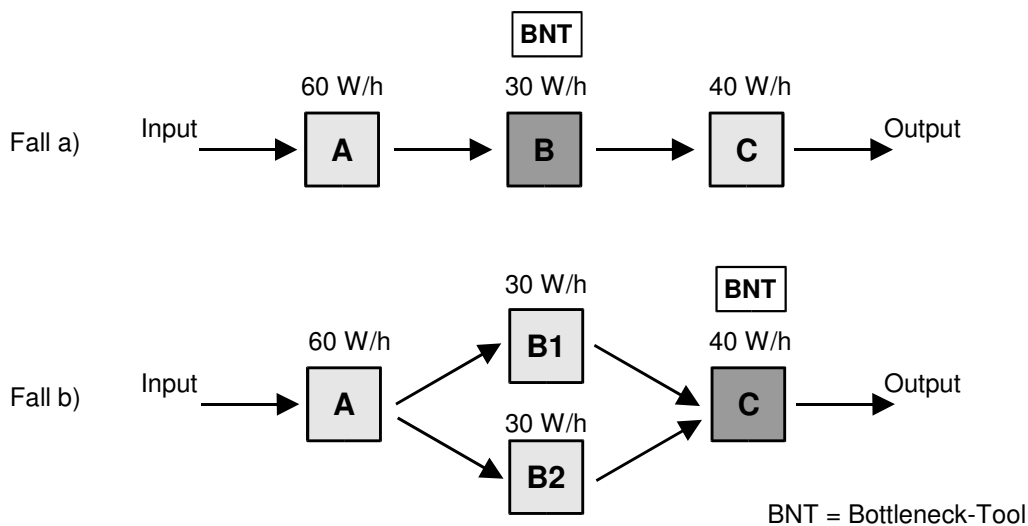 BNT
60 W/h 30 W/h 40 W/h
Fall a) Input A B C Output
30 W/h BNT
60 W/h B1 40 W/h
Fall b) Input A C Output
30 W/h
B2
BNT = Bottleneck-Tool